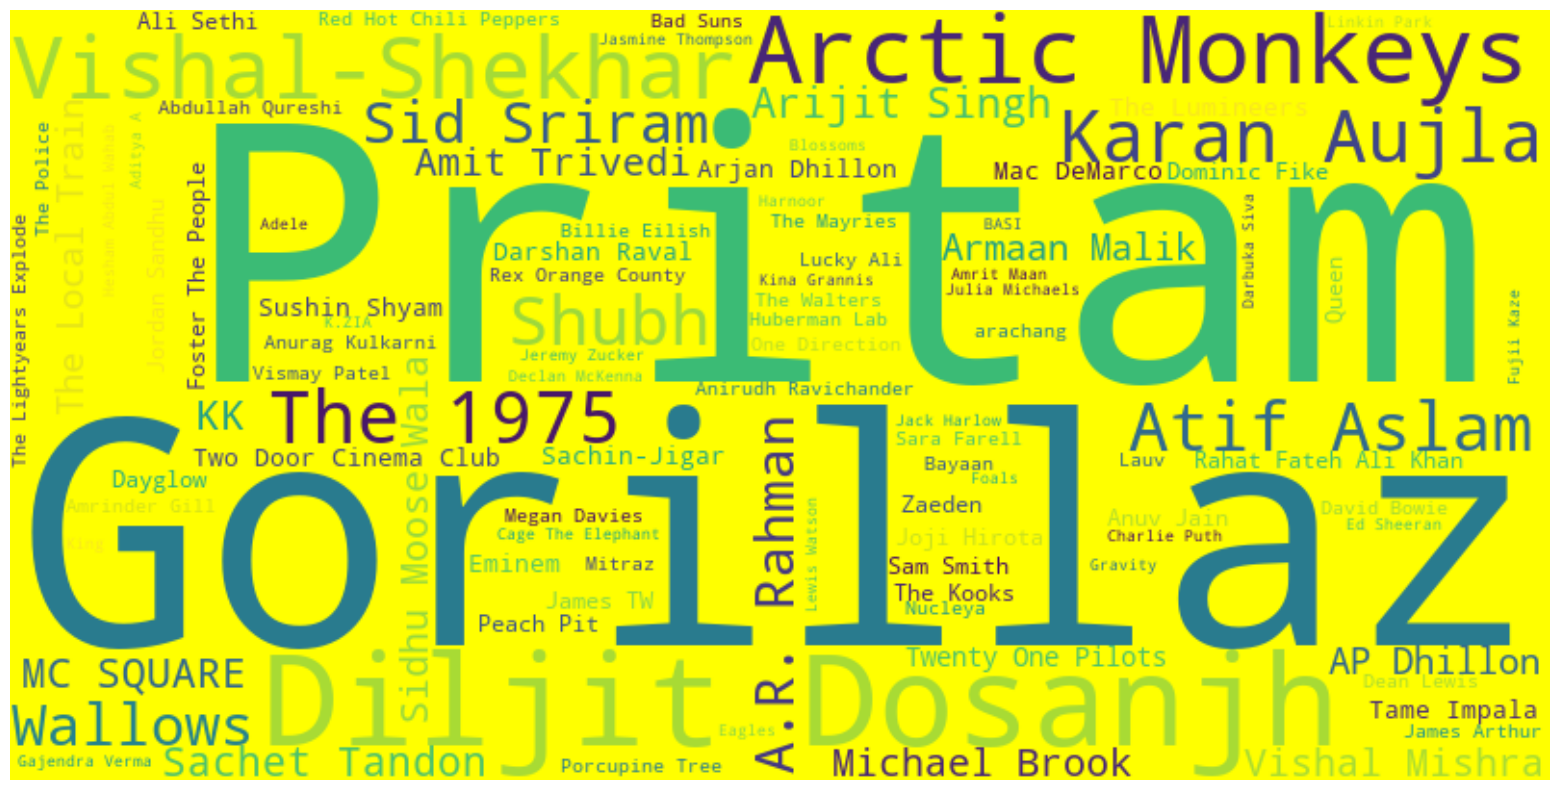 Ali Sethi
Red Hot Chili Peppers
Bad Suns
Linkin Park
Vishal-Shekhar
Jasmine Thompson
Arctic Monkeys
Abdullah Qureshi
Sid Sriram
Arijit Singh
The Lumineers
Karan Aujla
The Police
The Local Train
Hesham Abdul Wahab
Aditya A
Amit Trivedi
Arjan Dhillon
Blossoms
Mac DeMarco
Dominic Fike
Pritam
Foster The People
Jordan Sandhu
The Lightyears Explode
Adele
Billie Eilish
Harnoor
The Mayries
BASI
Darbuka Siva
Darshan Raval
Lucky Ali
Armaan Malik
Rex Orange County
Kina Grannis
Amrit Maan
Julia Michaels
Queen
Fujii Kaze
Sushin Shyam
K.ZIA
Shubh
The Walters
Huberman Lab
arachang
Anurag Kulkarni
One Direction
Jeremy Zucker
Vismay Patel
Declan McKenna
Anirudh Ravichander
KK
The 1975
Sidhu Moose Wala
A.R. Rahman
Jack Harlow
Sara Farell
Atif Aslam
Two Door Cinema Club
Sachin-Jigar
Bayaan
Foals
Lauv
Rahat Fateh Ali Khan
Gorillaz
Dayglow
Amrinder Gill
King
Megan Davies
Cage The Elephant
Lewis Watson
Zaeden
Joji Hirota
Anuv Jain
Charlie Puth
David Bowie
Ed Sheeran
Eminem
Mitraz
Sam Smith
Gravity
James TW
The Kooks
Nucleya
Peach Pit
MC SQUARE
Diljit Dosanjh
Twenty One Pilots
AP Dhillon
Dean Lewis
Wallows
Eagles
Tame Impala
James Arthur
Gajendra Verma
Sachet Tandon
Porcupine Tree
Michael Brook
Vishal Mishra